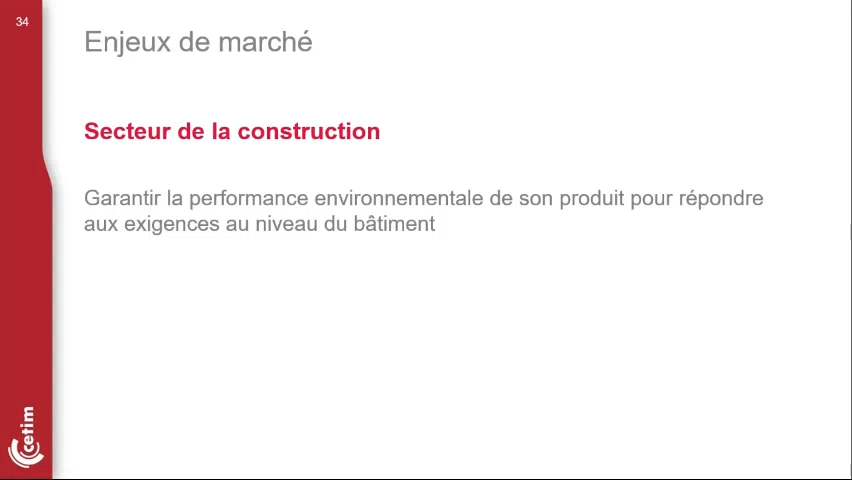 34
Enjeux de marché
Secteur de la construction
Garantir la performance environnementale de son produit pour répondre
aux exigences au niveau du bâtiment
cetim